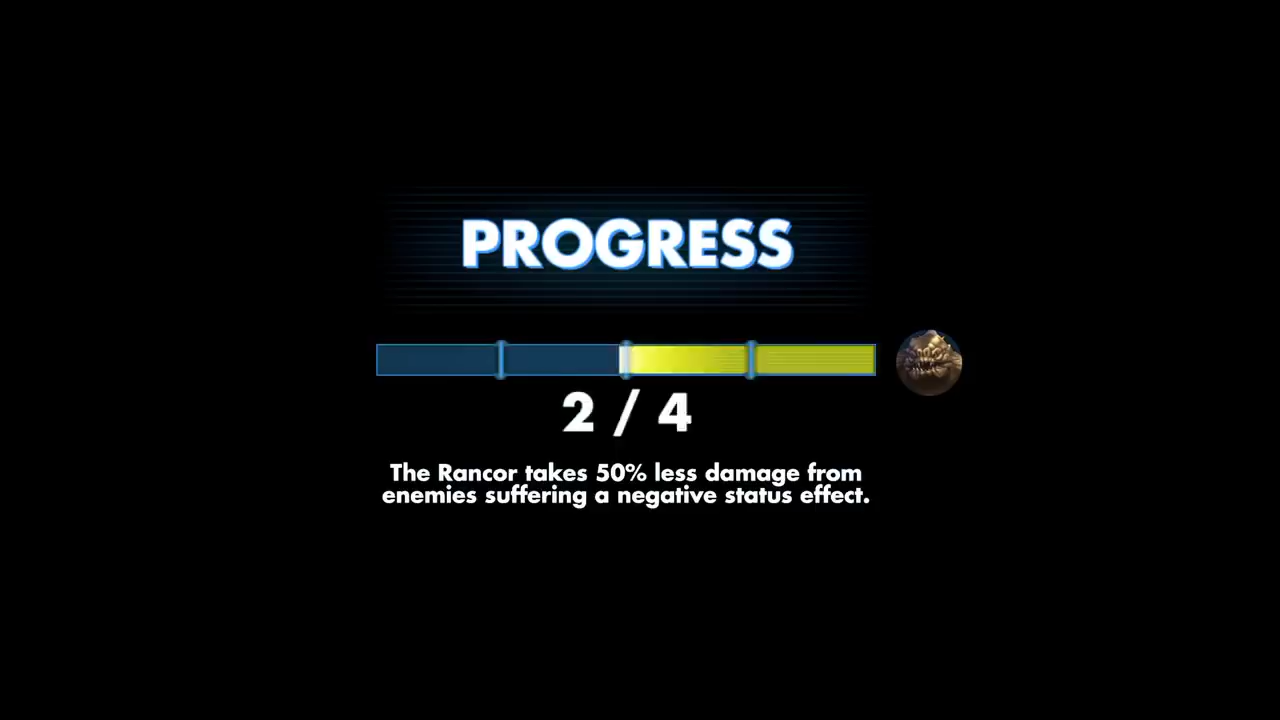 PROGRESS
2 / 4
The Rancor takes 50% less damage from
enemies suffering a negative status effect.